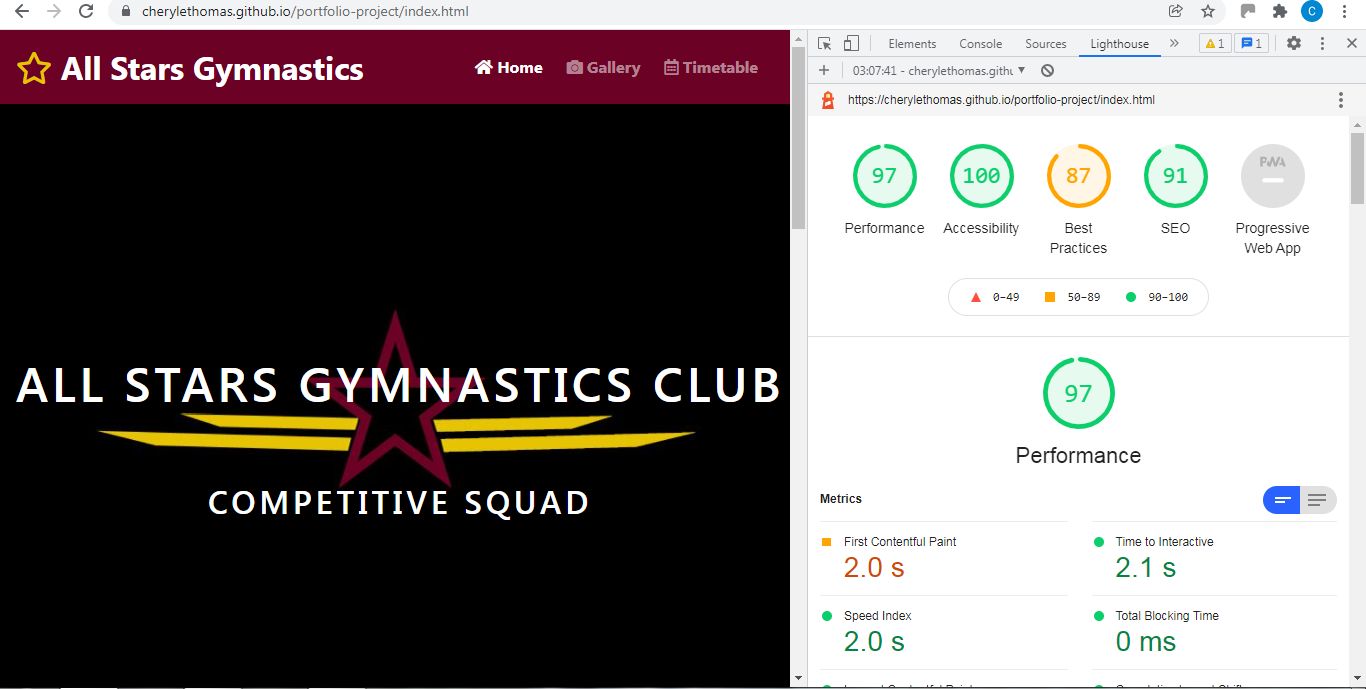 cherylethomas.github.io/portfolio-project/index.html
C
All Stars Gymnastics
Home Gallery Timetable
ALL STARS GYMNASTICS CLUB
COMPETITIVE SQUAD
Elements Console Sources Lighthouse » 1 1
+ 03:07:41 - cherylethomas.githu
https://cherylethomas.github.io/portfolio-project/index.html
97 100 87 91 PWA
Performance Accessibility Best Practices SEO Progressive Web App
0–49 50–89 90–100
97
Performance
Metrics
First Contentful Paint
2.0 s
Time to Interactive
2.1 s
Speed Index
2.0 s
Total Blocking Time
0 ms